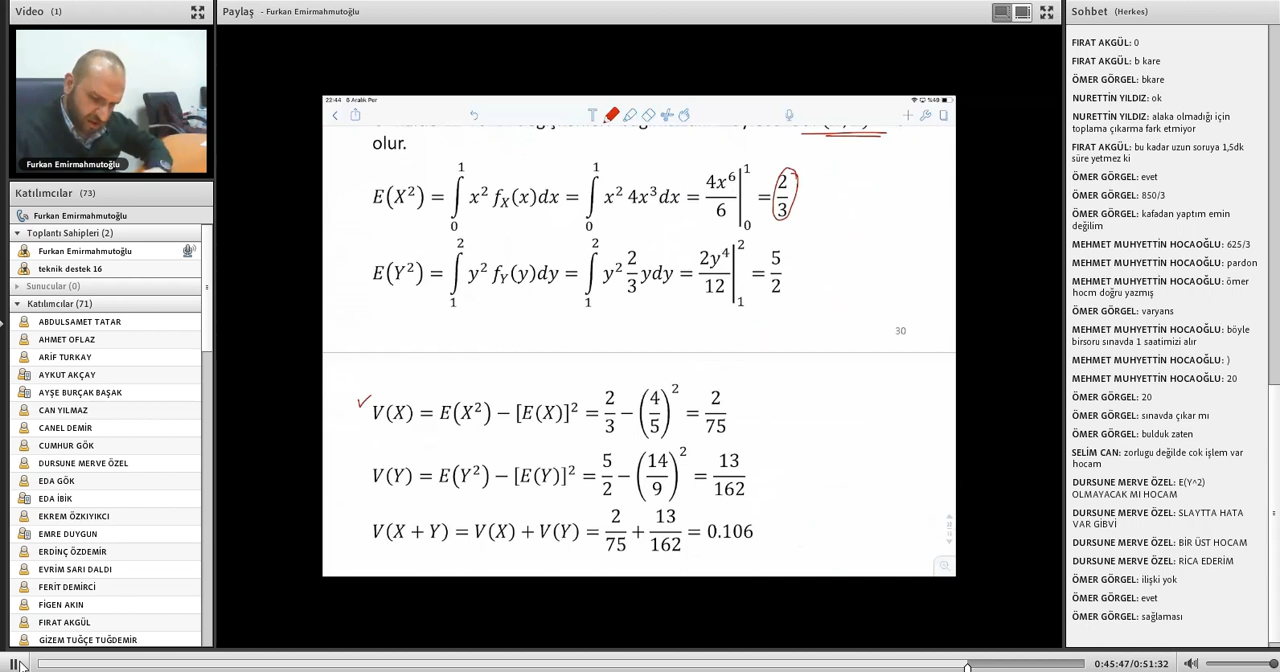 Video (1)
Furkan Emirmahmutoğlu
Katılımcılar (73)
Furkan Emirmahmutoğlu
Toplantı Sahipleri (2)
Furkan Emirmahmutoğlu
teknik destek 16
Sunucular (0)
Katılımcılar (71)
ABDULSAMET TATAR
AHMET OFLAZ
ARİF TURKAY
AYKUT AKÇAY
AYŞE BURÇAK BAŞAK
CAN YILMAZ
CANEL DEMİR
CUMHUR GÖK
DURSUNE MERVE ÖZEL
EDA GÖK
EDA İBİK
EKREM ÖZKIYIKCI
EMRE DUYGUN
ERDİNÇ ÖZDEMİR
EVRİM SARI DALDI
FERİT DEMİRCİ
FİGEN AKIN
FIRAT AKGÜL
GİZEM TUĞÇE TUĞDEMİR
Paylaş - Furkan Emirmahmutoğlu
22:44 6 Aralık Per %49
olur.
E(X²) = ∫₀¹ x² f_X(x)dx = ∫₀¹ x² 4x³dx = 4x⁶/6 |₀¹ = 2/3
E(Y²) = ∫₁² y² f_Y(y)dy = ∫₁² y² 2/3 ydy = 2y⁴/12 |₁² = 5/2
30
V(X) = E(X²) − [E(X)]² = 2/3 − (4/5)² = 2/75
V(Y) = E(Y²) − [E(Y)]² = 5/2 − (14/9)² = 13/162
V(X + Y) = V(X) + V(Y) = 2/75 + 13/162 = 0.106
Sohbet (Herkes)
FIRAT AKGÜL: 0
FIRAT AKGÜL: b kare
ÖMER GÖRGEL: bkare
NURETTİN YILDIZ: ok
NURETTİN YILDIZ: alaka olmadığı için
toplama çıkarma fark etmiyor
FIRAT AKGÜL: bu kadar uzun soruya 1,5dk
süre yetmez ki
ÖMER GÖRGEL: evet
ÖMER GÖRGEL: 850/3
ÖMER GÖRGEL: kafadan yaptım emin
değilim
MEHMET MUHYETTİN HOCAOĞLU: 625/3
MEHMET MUHYETTİN HOCAOĞLU: pardon
MEHMET MUHYETTİN HOCAOĞLU: ömer
hocm doğru yazmış
ÖMER GÖRGEL: varyans
MEHMET MUHYETTİN HOCAOĞLU: böyle
birsoru sınavda 1 saatimizi alır
MEHMET MUHYETTİN HOCAOĞLU: )
MEHMET MUHYETTİN HOCAOĞLU: 20
ÖMER GÖRGEL: 20
ÖMER GÖRGEL: sınavda çıkar mı
ÖMER GÖRGEL: bulduk zaten
SELİM CAN: zorlugu değilde cok işlem var
hocam
DURSUNE MERVE ÖZEL: E(Y^2)
OLMAYACAK MI HOCAM
DURSUNE MERVE ÖZEL: SLAYTTA HATA
VAR GİBVİ
DURSUNE MERVE ÖZEL: BİR ÜST HOCAM
DURSUNE MERVE ÖZEL: RİCA EDERİM
ÖMER GÖRGEL: ilişki yok
ÖMER GÖRGEL: evet
ÖMER GÖRGEL: sağlaması
0:45:47/0:51:32